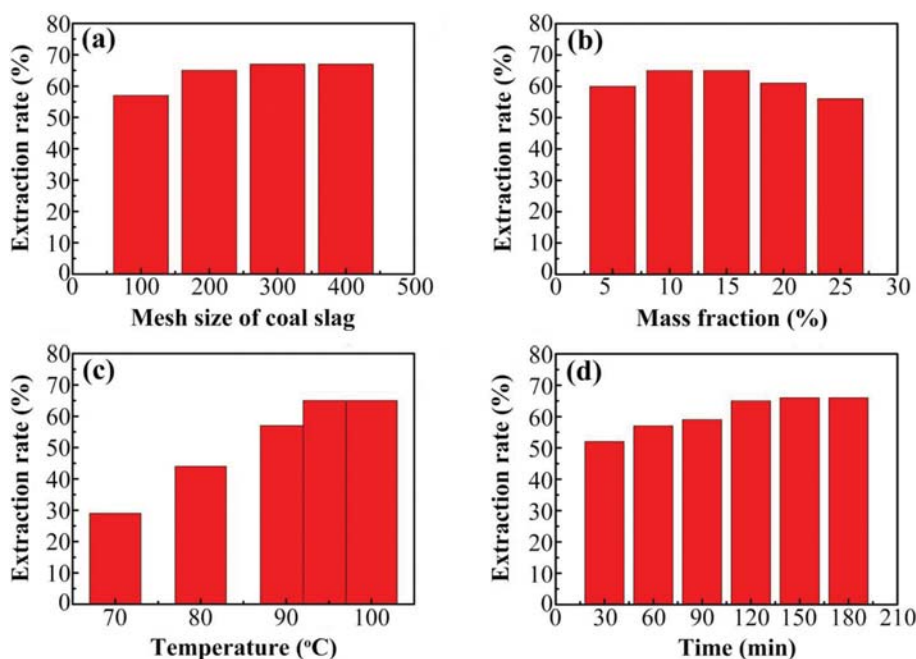 (a)
Extraction rate (%)
80
70
60
50
40
30
20
10
0
0 100 200 300 400 500
Mesh size of coal slag
(b)
Extraction rate (%)
80
70
60
50
40
30
20
10
0
0 5 10 15 20 25 30
Mass fraction (%)
(c)
Extraction rate (%)
80
70
60
50
40
30
20
10
0
70 80 90 100
Temperature (°C)
(d)
Extraction rate (%)
80
70
60
50
40
30
20
10
0
0 30 60 90 120 150 180 210
Time (min)